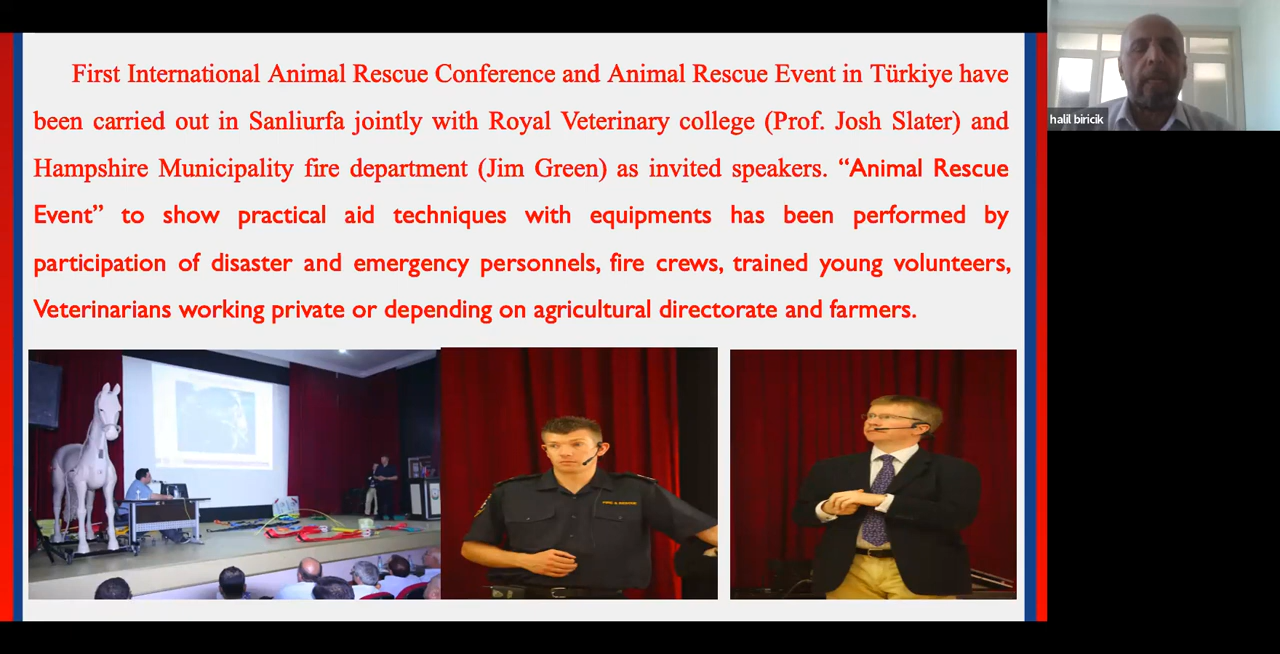 First International Animal Rescue Conference and Animal Rescue Event in Türkiye have
been carried out in Sanliurfa jointly with Royal Veterinary college (Prof. Josh Slater) and
Hampshire Municipality fire department (Jim Green) as invited speakers. “Animal Rescue
Event” to show practical aid techniques with equipments has been performed by
participation of disaster and emergency personnels, fire crews, trained young volunteers,
Veterinarians working private or depending on agricultural directorate and farmers.
halil biricik
FIRE & RESCUE